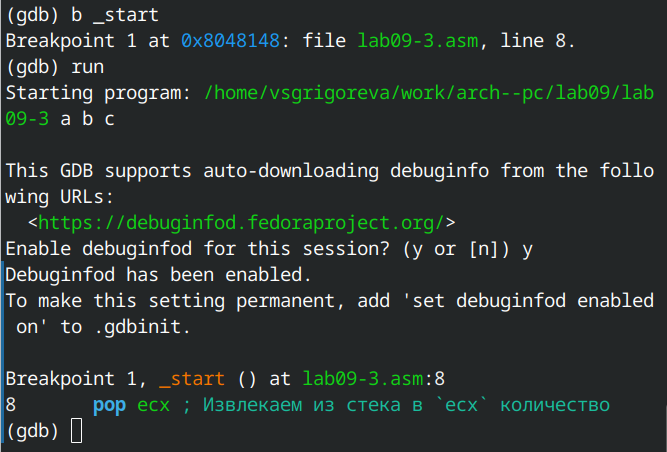 (gdb) b _start
Breakpoint 1 at 0x8048148: file lab09-3.asm, line 8.
(gdb) run
Starting program: /home/vsgrigoreva/work/arch--pc/lab09/lab
09-3 a b c

This GDB supports auto-downloading debuginfo from the follo
wing URLs:
  <https://debuginfod.fedoraproject.org/>
Enable debuginfod for this session? (y or [n]) y
Debuginfod has been enabled.
To make this setting permanent, add 'set debuginfod enabled
 on' to .gdbinit.

Breakpoint 1, _start () at lab09-3.asm:8
8       pop ecx ; Извлекаем из стека в `ecx` количество
(gdb)